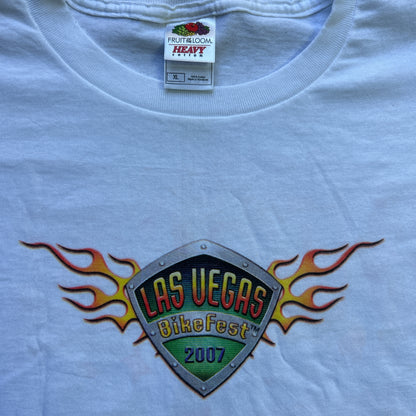 FRUIT OF THE LOOM.
HEAVY
COTTON
XL
LAS VEGAS
BikeFest™
2007